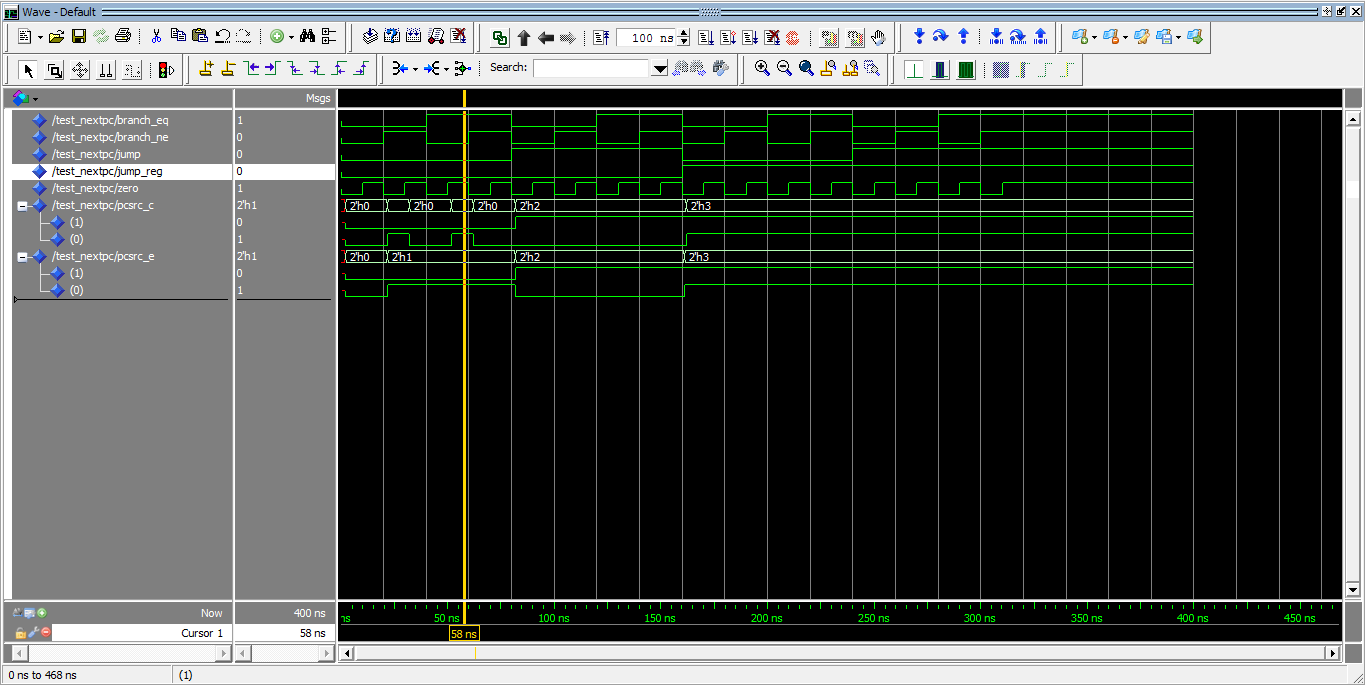 Wave - Default
100 ns
Search:
Msgs
/test_nextpc/branch_eq 1
/test_nextpc/branch_ne 0
/test_nextpc/jump 0
/test_nextpc/jump_reg 0
/test_nextpc/zero 1
/test_nextpc/pcsrc_c 2'h1 2'h0 2'h0 2'h0 2'h2 2'h3
(1) 0
(0) 1
/test_nextpc/pcsrc_e 2'h1 2'h0 2'h1 2'h2 2'h3
(1) 0
(0) 1
Now 400 ns ns 50 ns 100 ns 150 ns 200 ns 250 ns 300 ns 350 ns 400 ns 450 ns
Cursor 1 58 ns 58 ns
0 ns to 468 ns (1)